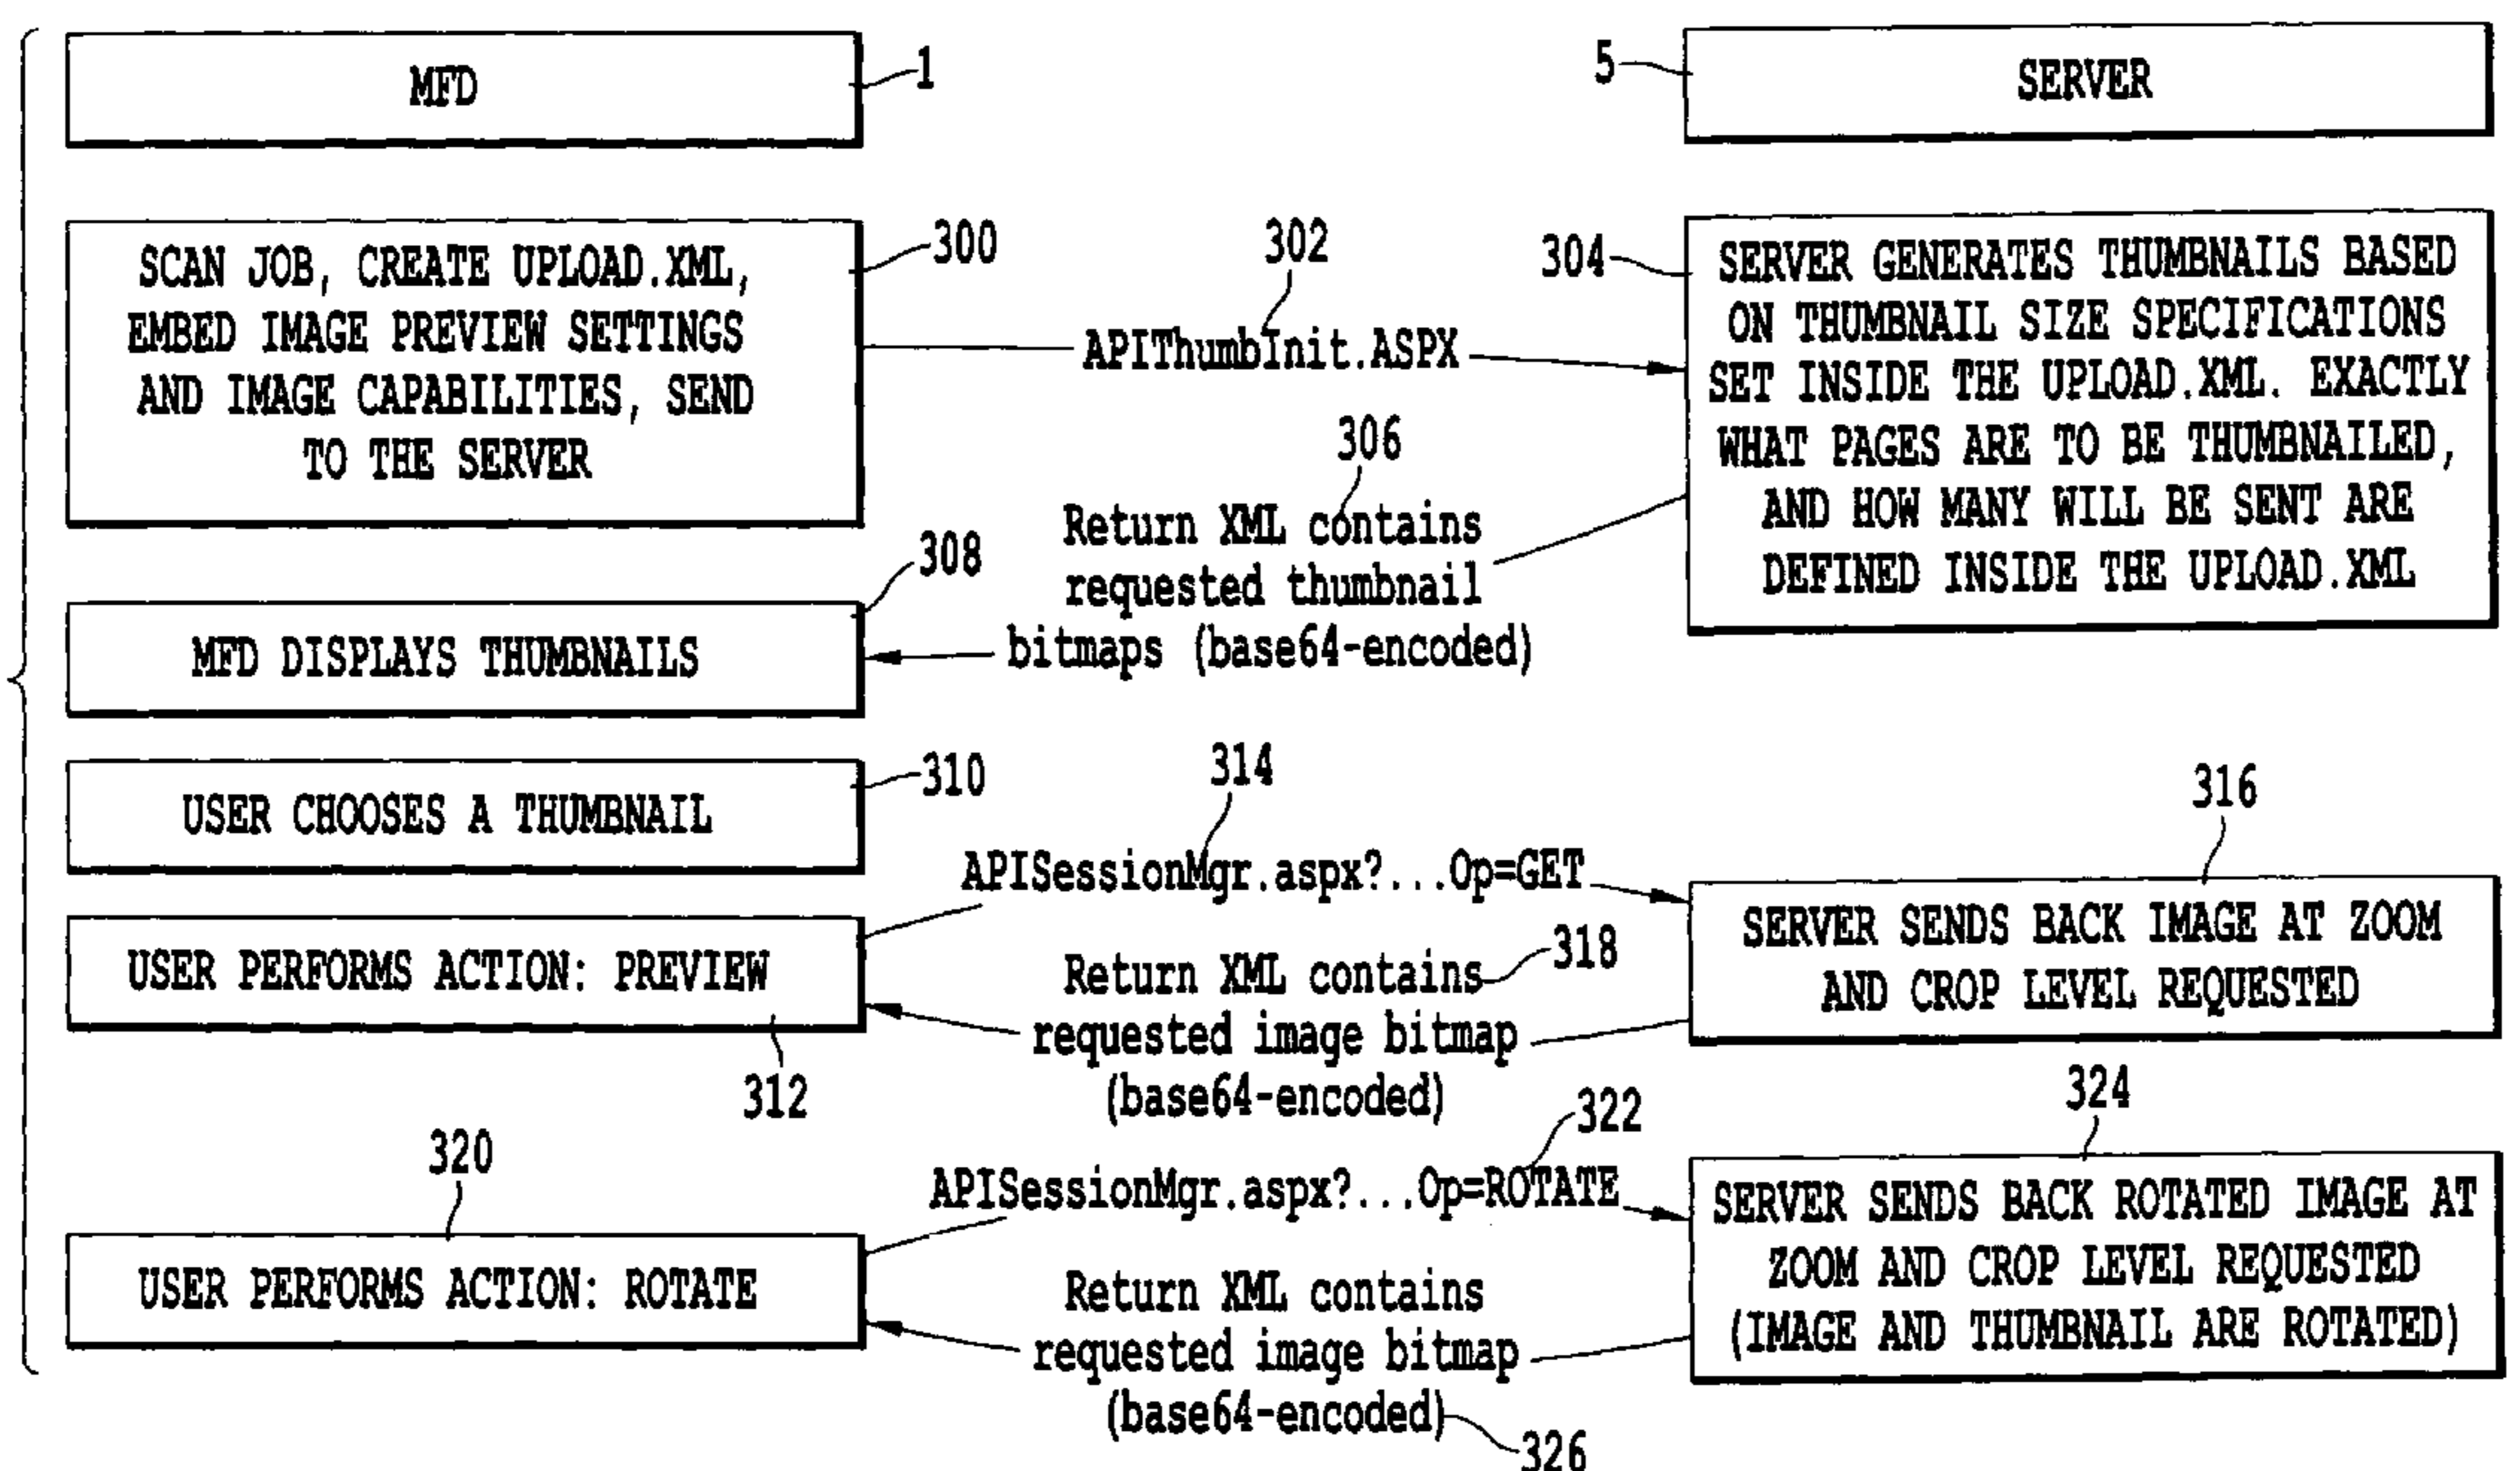 MFD
1
5
SERVER
SCAN JOB, CREATE UPLOAD.XML,
EMBED IMAGE PREVIEW SETTINGS
AND IMAGE CAPABILITIES, SEND
TO THE SERVER
300
302
APIThumbInit.ASPX
304
SERVER GENERATES THUMBNAILS BASED
ON THUMBNAIL SIZE SPECIFICATIONS
SET INSIDE THE UPLOAD.XML. EXACTLY
WHAT PAGES ARE TO BE THUMBNAILED,
AND HOW MANY WILL BE SENT ARE
DEFINED INSIDE THE UPLOAD.XML
306
Return XML contains
requested thumbnail
bitmaps (base64-encoded)
308
MFD DISPLAYS THUMBNAILS
310
USER CHOOSES A THUMBNAIL
314
APISessionMgr.aspx?...Op=GET
316
SERVER SENDS BACK IMAGE AT ZOOM
AND CROP LEVEL REQUESTED
USER PERFORMS ACTION: PREVIEW
312
318
Return XML contains
requested image bitmap
(base64-encoded)
320
322
APISessionMgr.aspx?...Op=ROTATE
324
SERVER SENDS BACK ROTATED IMAGE AT
ZOOM AND CROP LEVEL REQUESTED
(IMAGE AND THUMBNAIL ARE ROTATED)
USER PERFORMS ACTION: ROTATE
Return XML contains
requested image bitmap
(base64-encoded)
326